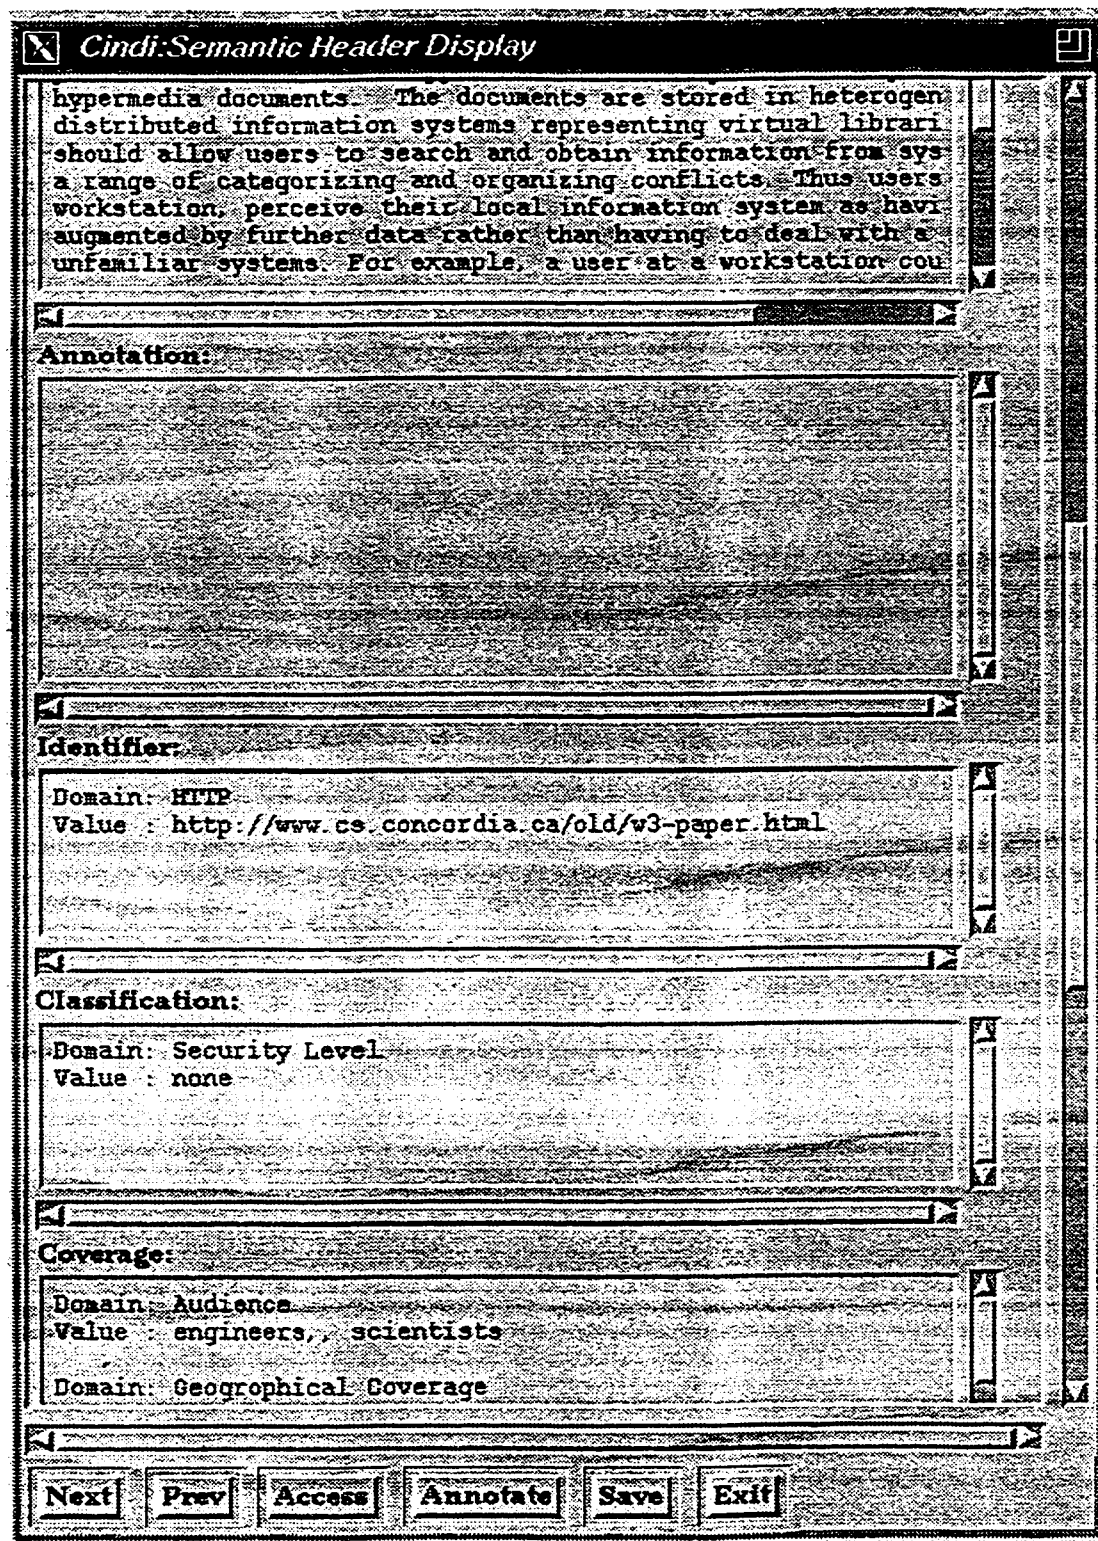 Cindi:Semantic Header Display
hypermedia documents. The documents are stored in heterogen
distributed information systems representing virtual librari
should allow users to search and obtain information from sys
a range of categorizing and organizing conflicts. Thus users
workstation, perceive their local information system as havi
augmented by further data rather than having to deal with a
unfamiliar systems. For example, a user at a workstation cou
Annotation:
Identifier:
Domain: HTTP
Value : http://www.cs.concordia.ca/old/w3-paper.html
Classification:
Domain: Security Level
Value : none
Coverage:
Domain: Audience
Value : engineers,, scientists
Domain: Geographical Coverage
Next Prev Access Annotate Save Exit